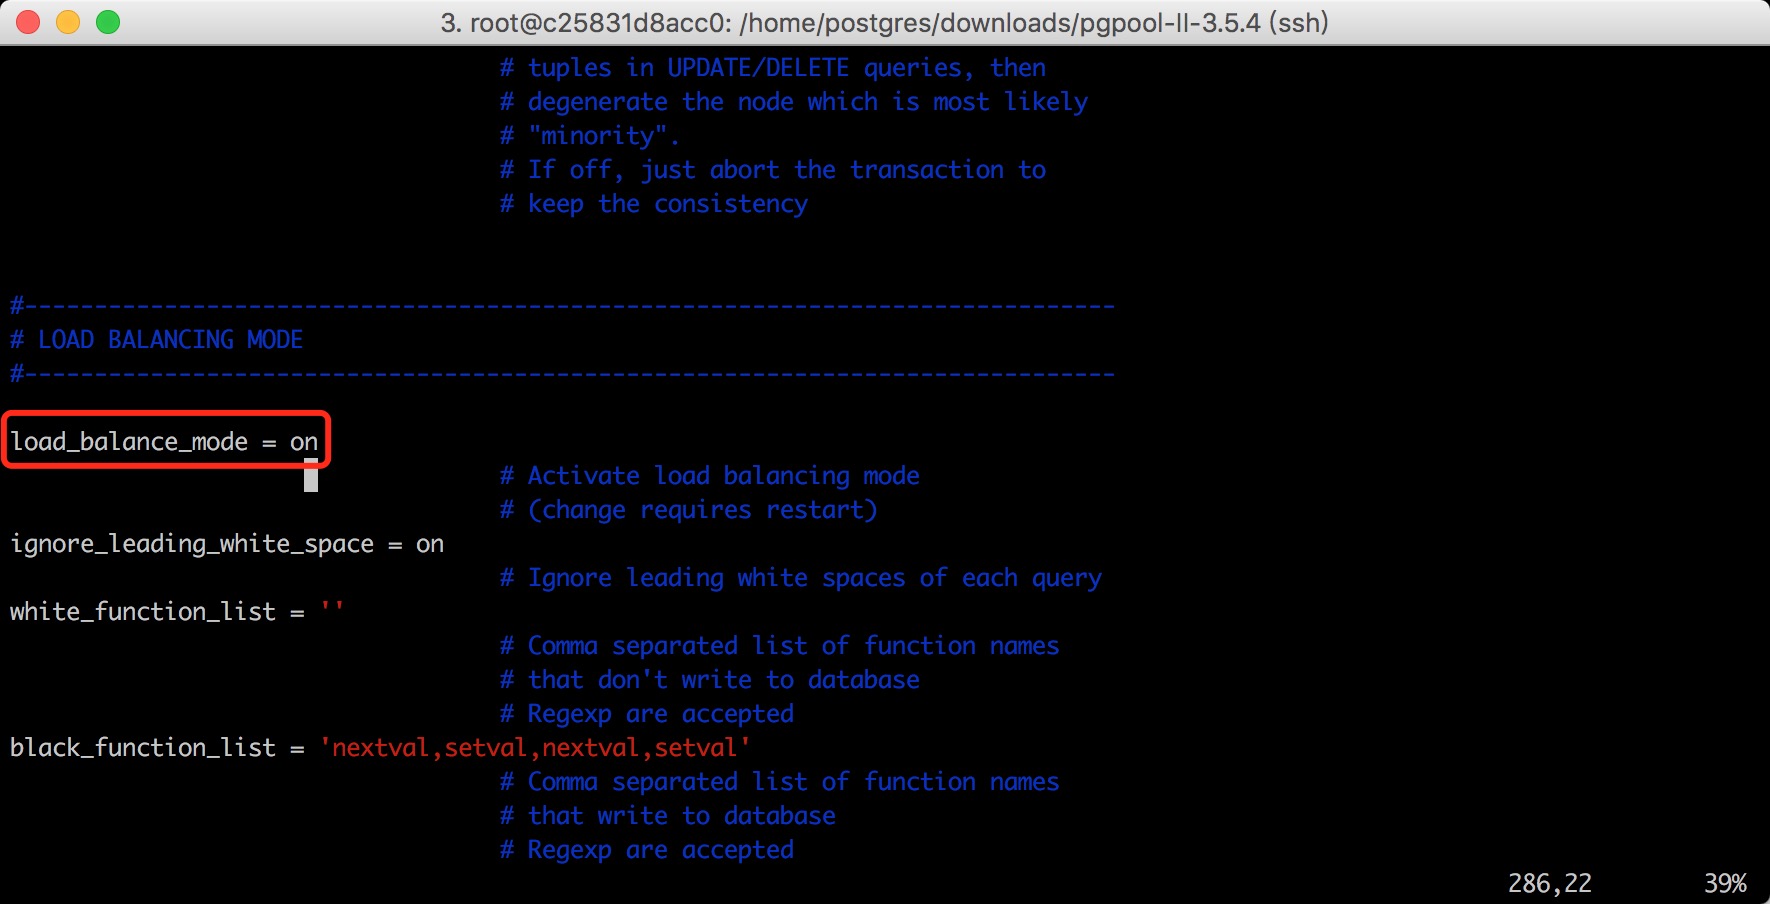 3. root@c25831d8acc0: /home/postgres/downloads/pgpool-II-3.5.4 (ssh)
# tuples in UPDATE/DELETE queries, then
# degenerate the node which is most likely
# "minority".
# If off, just abort the transaction to
# keep the consistency
#------------------------------------------------------------------------------
# LOAD BALANCING MODE
#------------------------------------------------------------------------------
load_balance_mode = on
# Activate load balancing mode
# (change requires restart)
ignore_leading_white_space = on
# Ignore leading white spaces of each query
white_function_list = ''
# Comma separated list of function names
# that don't write to database
# Regexp are accepted
black_function_list = 'nextval,setval,nextval,setval'
# Comma separated list of function names
# that write to database
# Regexp are accepted
286,22 39%